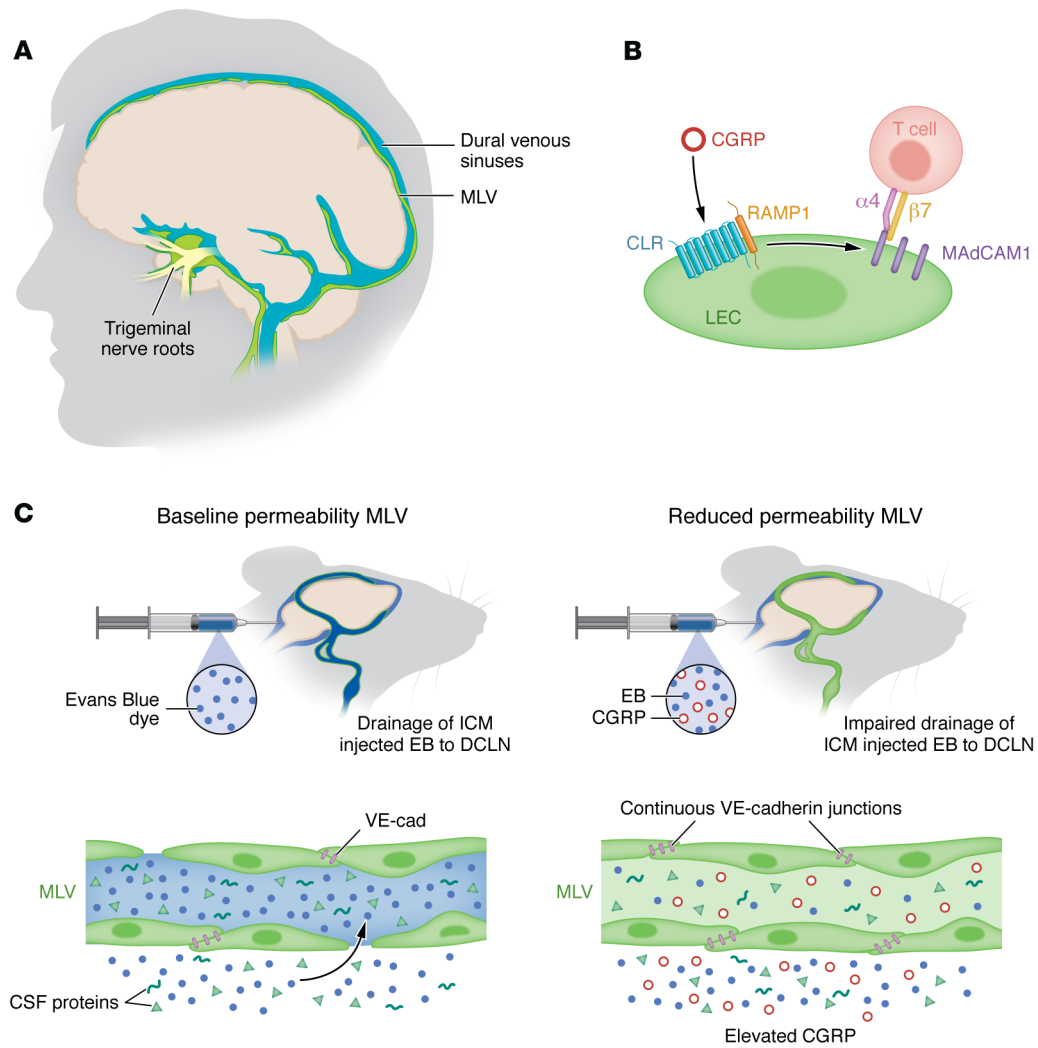 A
Dural venous
sinuses
MLV
Trigeminal
nerve roots
B
CGRP
T cell
α4
β7
RAMP1
CLR
MAdCAM1
LEC
C
Baseline permeability MLV
Evans Blue
dye
Drainage of ICM
injected EB to DCLN
Reduced permeability MLV
EB
CGRP
Impaired drainage of
ICM injected EB to DCLN
VE-cad
MLV
CSF proteins
Continuous VE-cadherin junctions
MLV
Elevated CGRP